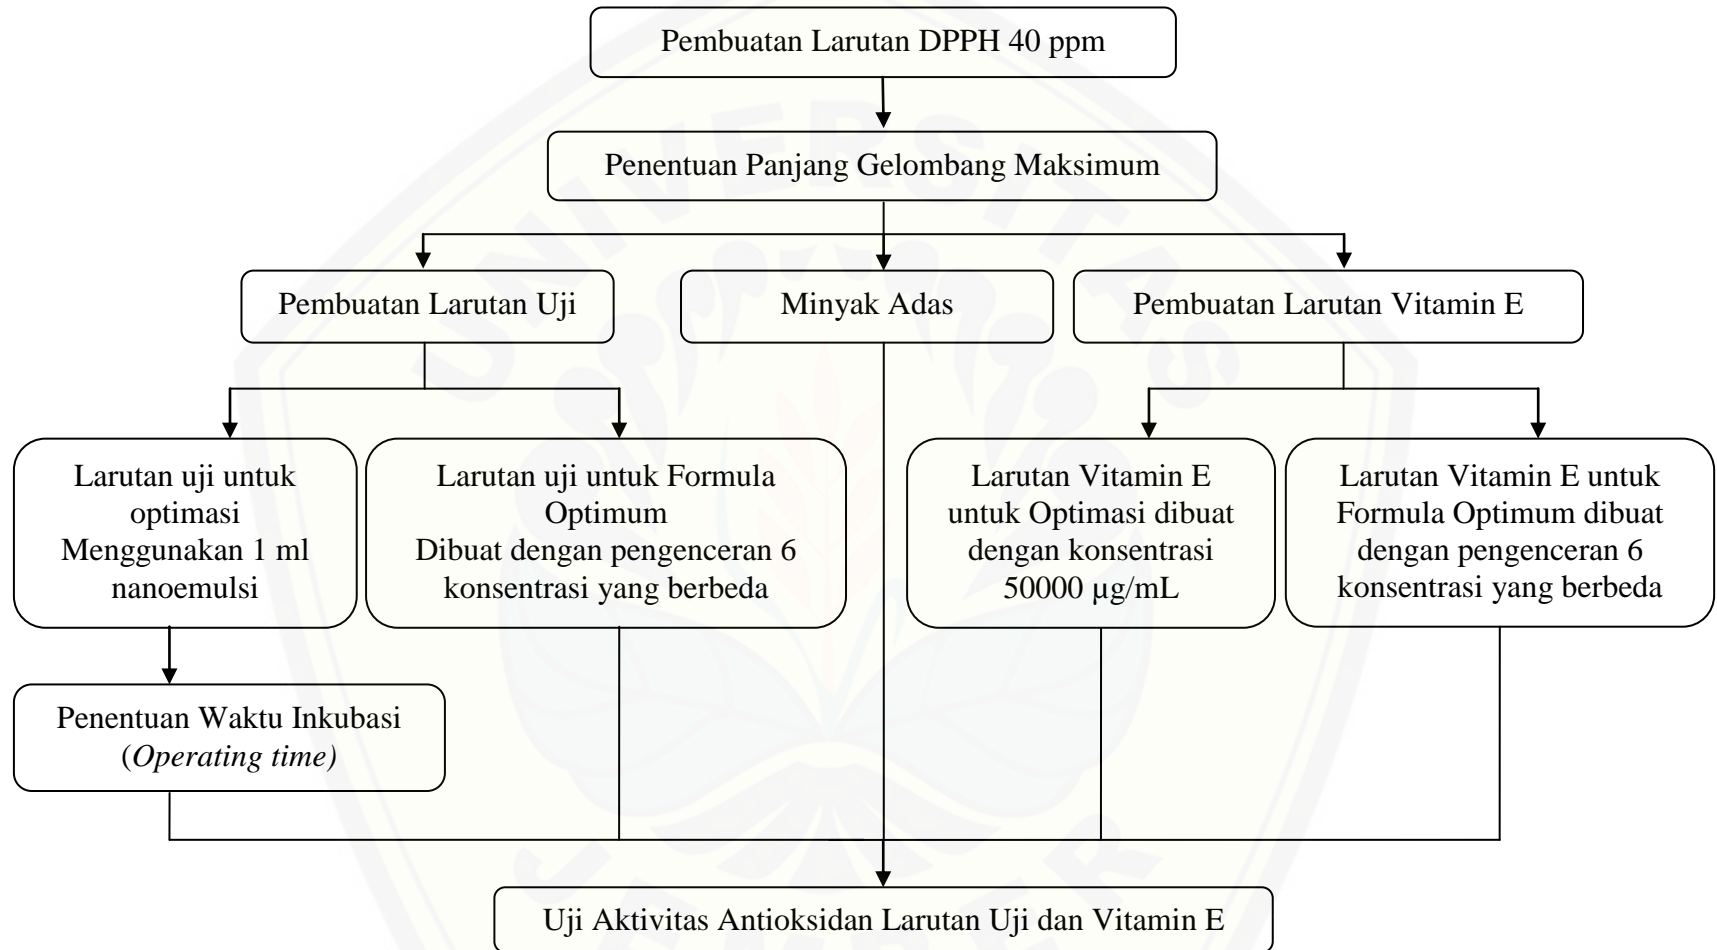 Pembuatan Larutan DPPH 40 ppm
Penentuan Panjang Gelombang Maksimum
Pembuatan Larutan Uji
Minyak Adas
Pembuatan Larutan Vitamin E
Larutan uji untuk
optimasi
Menggunakan 1 ml
nanoemulsi
Larutan uji untuk Formula
Optimum
Dibuat dengan pengenceran 6
konsentrasi yang berbeda
Larutan Vitamin E
untuk Optimasi dibuat
dengan konsentrasi
50000 µg/mL
Larutan Vitamin E untuk
Formula Optimum dibuat
dengan pengenceran 6
konsentrasi yang berbeda
Penentuan Waktu Inkubasi
(Operating time)
Uji Aktivitas Antioksidan Larutan Uji dan Vitamin E
UNIVERSITAS
JEMBER